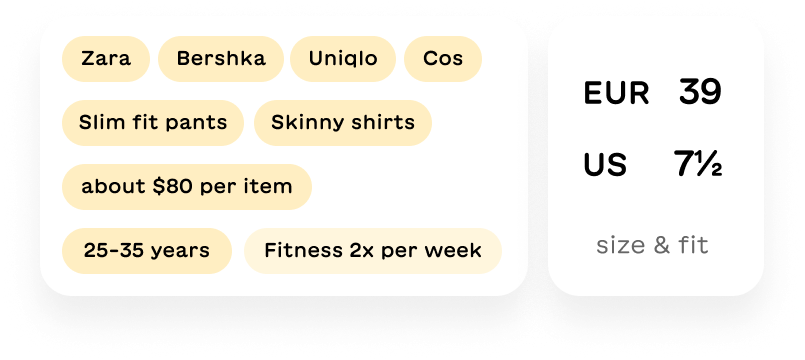 Zara Bershka Uniqlo Cos
Slim fit pants Skinny shirts
about $80 per item
25-35 years Fitness 2x per week
EUR 39
US 7½
size & fit